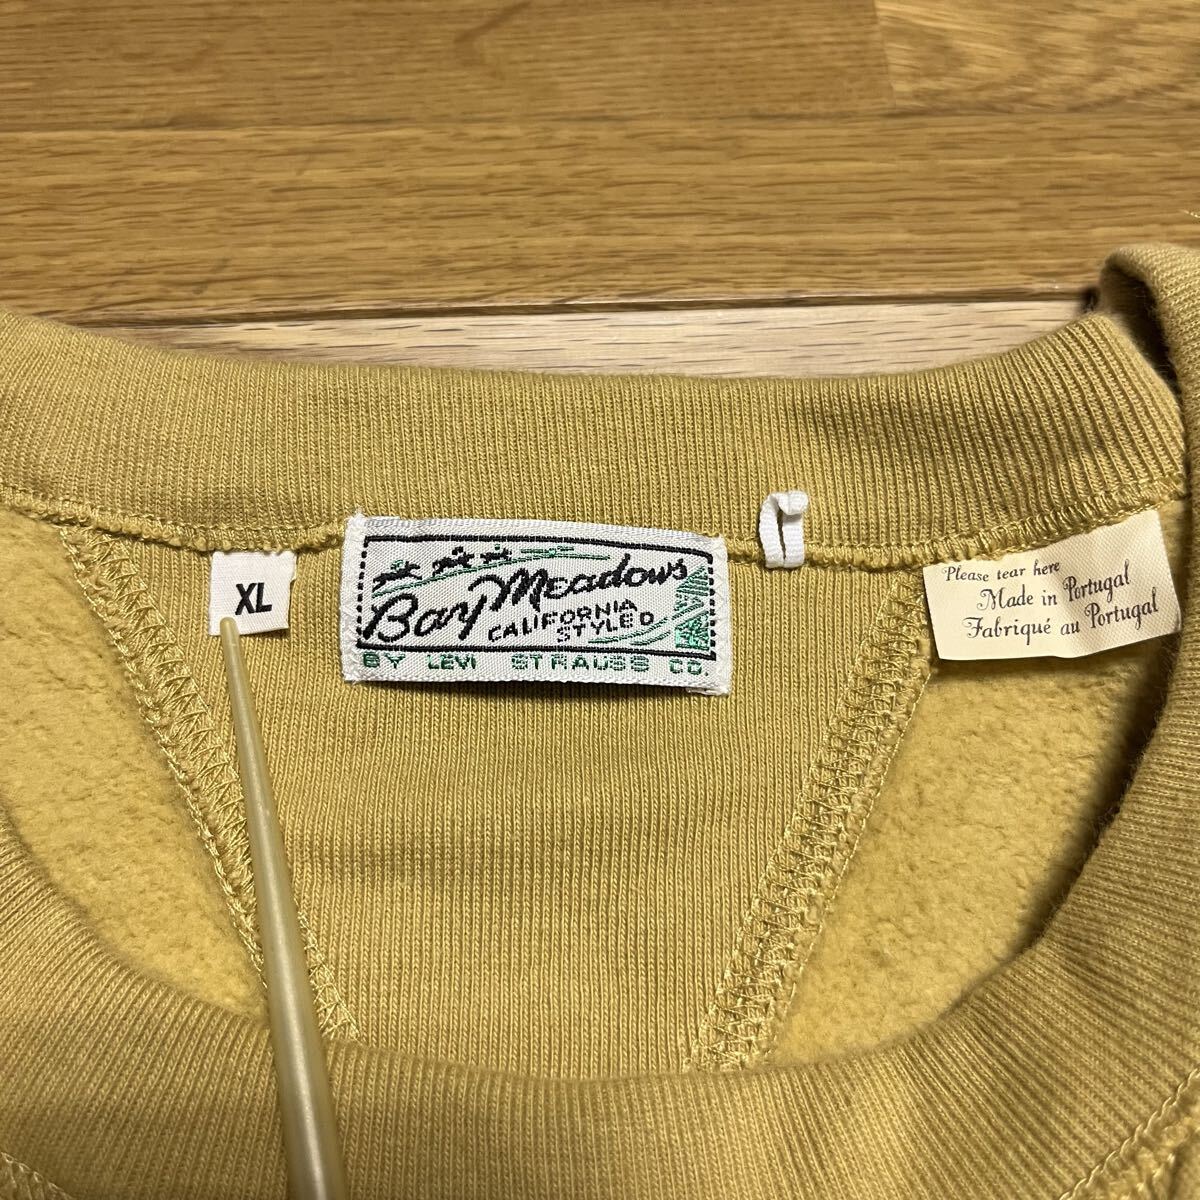 XL
Bay Meadows
CALIFORNIA
STYLED
BY LEVI STRAUSS CO.
Please tear here
Made in Portugal
Fabriqué au Portugal